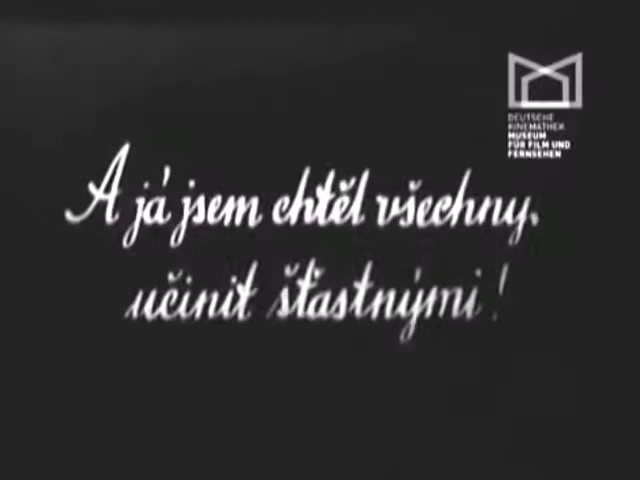 DEUTSCHE
KINEMATHEK
MUSEUM
FÜR FILM UND
FERNSEHEN
A já jsem chtěl všechny,
učinit šťastnými!